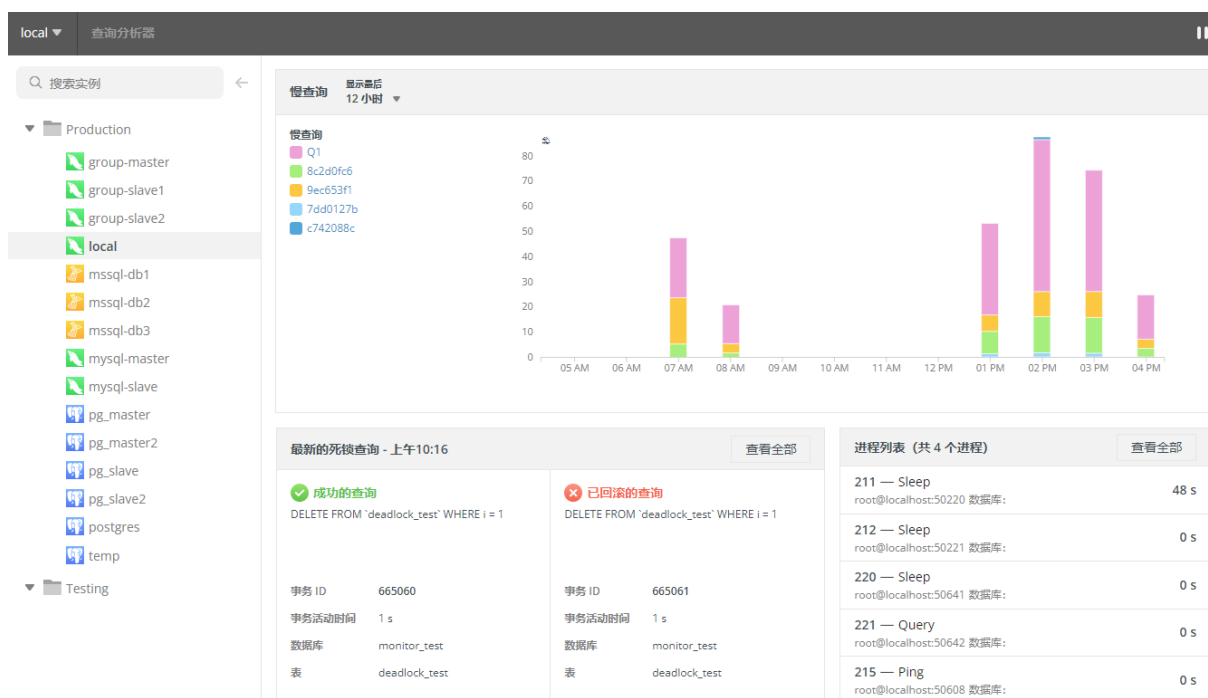 local
查询分析器
搜索实例
Production
group-master
group-slave1
group-slave2
local
mssql-db1
mssql-db2
mssql-db3
mysql-master
mysql-slave
pg_master
pg_master2
pg_slave
pg_slave2
postgres
temp
Testing
慢查询
显示最后
12 小时
慢查询
Q1
8c2d0fc6
9ec653f1
7dd0127b
c742088c
80
70
60
50
40
30
20
10
0
05 AM 06 AM 07 AM 08 AM 09 AM 10 AM 11 AM 12 PM 01 PM 02 PM 03 PM 04 PM
最新的死锁查询 - 上午10:16
查看全部
成功的查询
DELETE FROM `deadlock_test` WHERE i = 1
事务 ID 665060
事务活动时间 1 s
数据库 monitor_test
表 deadlock_test
已回滚的查询
DELETE FROM `deadlock_test` WHERE i = 1
事务 ID 665061
事务活动时间 1 s
数据库 monitor_test
表 deadlock_test
进程列表（共 4 个进程）
查看全部
211 — Sleep
root@localhost:50220 数据库:
48 s
212 — Sleep
root@localhost:50221 数据库:
0 s
220 — Sleep
root@localhost:50641 数据库:
0 s
221 — Query
root@localhost:50642 数据库:
0 s
215 — Ping
root@localhost:50608 数据库:
0 s